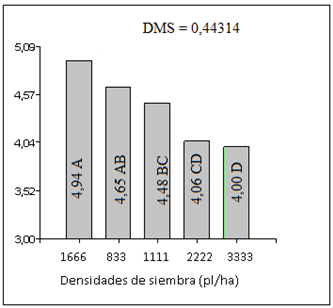 DMS = 0,44314
5,09
4,57
4,04
3,52
3,00
4,94 A
4,65 AB
4,48 BC
4,06 CD
4,00 D
1666 833 1111 2222 3333
Densidades de siembra (pl/ha)